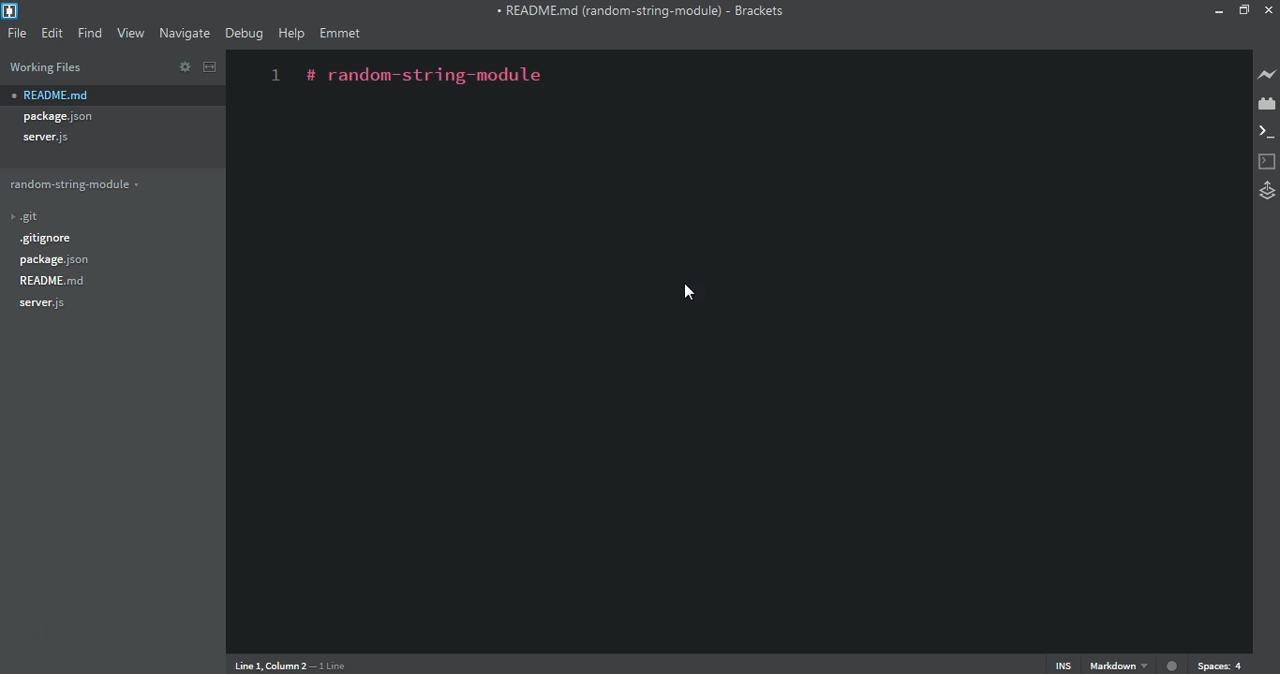 • README.md (random-string-module) - Brackets
File Edit Find View Navigate Debug Help Emmet
Working Files
• README.md
package.json
server.js
random-string-module
.git
.gitignore
package.json
README.md
server.js
1 # random-string-module
Line 1, Column 2 — 1 Line
INS Markdown Spaces: 4